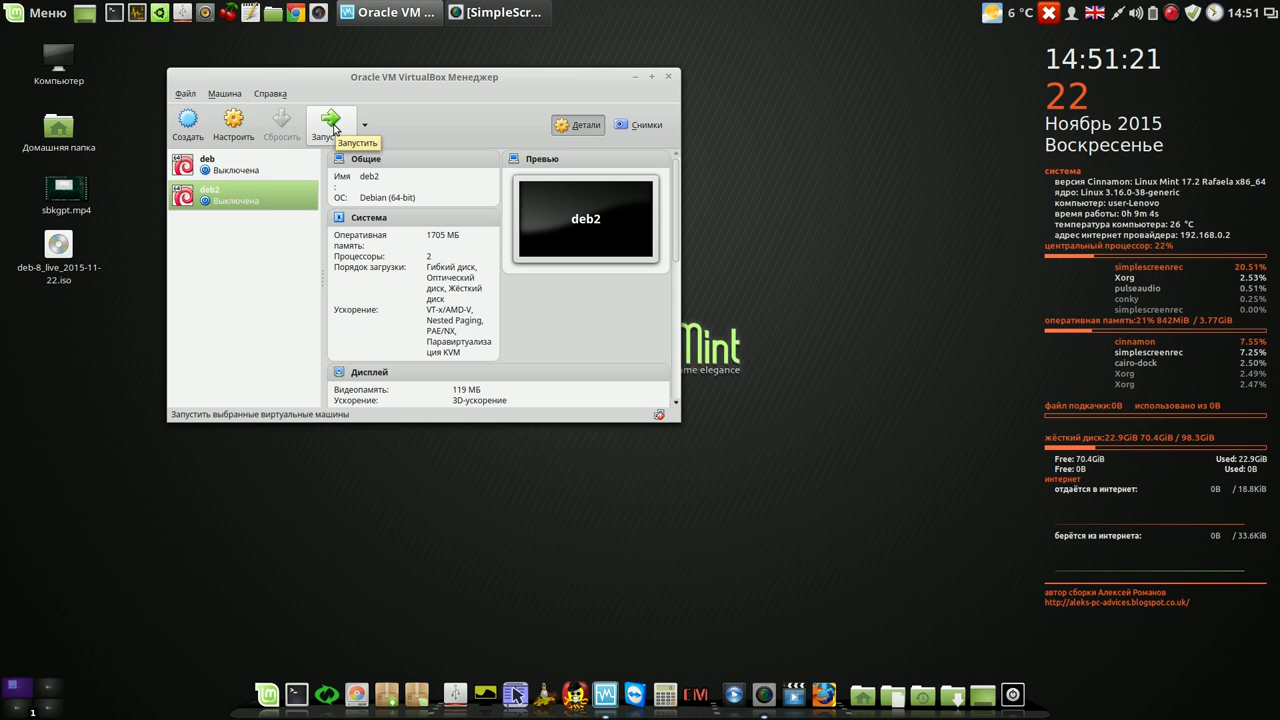 Меню
Oracle VM ...
[SimpleScr...
6 °C
14:51
Компьютер
Домашняя папка
sbkgpt.mp4
deb-8_live_2015-11-
22.iso
Oracle VM VirtualBox Менеджер
Файл Машина Справка
Создать Настроить Сбросить Запус
Запустить
Детали Снимки
64 deb
Выключена
64 deb2
Выключена
Общие
Имя deb2
:
ОС: Debian (64-bit)
Система
Оперативная 1705 МБ
память:
Процессоры: 2
Порядок загрузки: Гибкий диск,
Оптический
диск, Жёсткий
диск
Ускорение: VT-x/AMD-V,
Nested Paging,
PAE/NX,
Паравиртуализа
ция KVM
Дисплей
Видеопамять: 119 МБ
Ускорение: 3D-ускорение
Превью
deb2
Запустить выбранные виртуальные машины
Mint
ome elegance
14:51:21
22
Ноябрь 2015
Воскресенье
система
версия Cinnamon: Linux Mint 17.2 Rafaela x86_64
ядро: Linux 3.16.0-38-generic
компьютер: user-Lenovo
время работы: 0h 9m 4s
температура компьютера: 26 °C
адрес интернет провайдера: 192.168.0.2
центральный процессор: 22%
simplescreenrec 20.51%
Xorg 2.53%
pulseaudio 0.51%
conky 0.25%
simplescreenrec 0.00%
оперативная память:21% 842MiB / 3.77GiB
cinnamon 7.55%
simplescreenrec 7.25%
cairo-dock 2.50%
Xorg 2.49%
Xorg 2.47%
файл подкачки:0B использовано из 0B
жёсткий диск:22.9GiB 70.4GiB / 98.3GiB
Free: 70.4GiB Used: 22.9GiB
Free: 0B Used: 0B
интернет
отдаётся в интернет: 0B / 18.8KiB
берётся из интернета: 0B / 33.6KiB
автор сборки Алексей Романов
http://aleks-pc-advices.blogspot.co.uk/
1